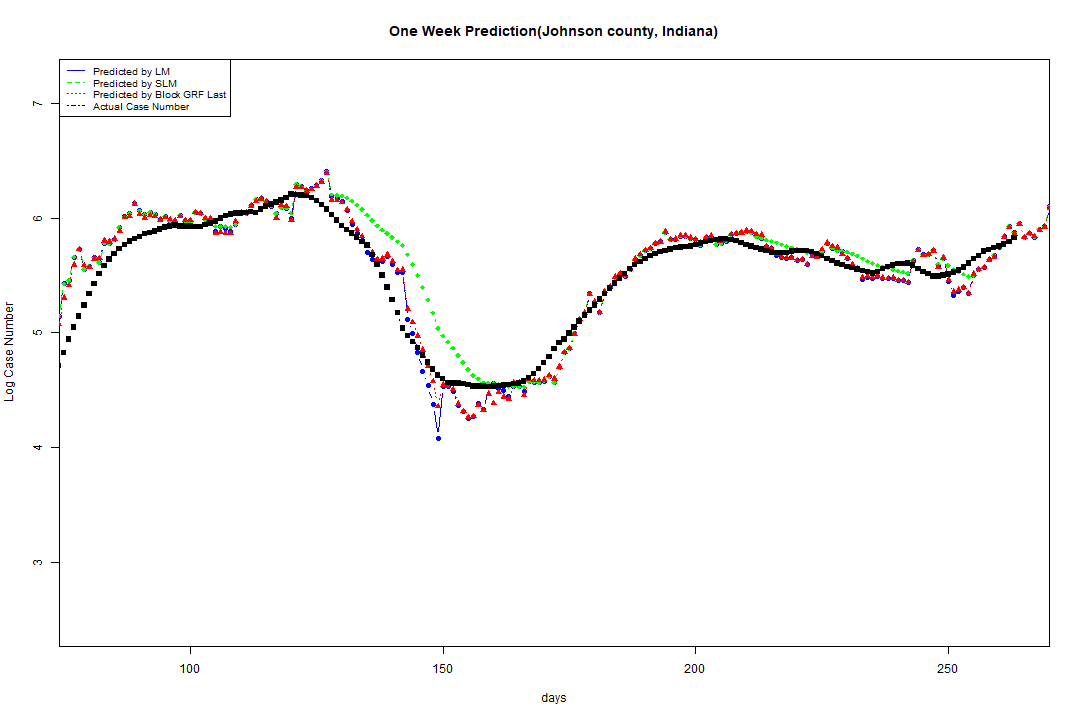 One Week Prediction(Johnson county, Indiana)
Predicted by LM
Predicted by SLM
Predicted by Block GRF Last
Actual Case Number
7
6
5
4
3
Log Case Number
100 150 200 250
days